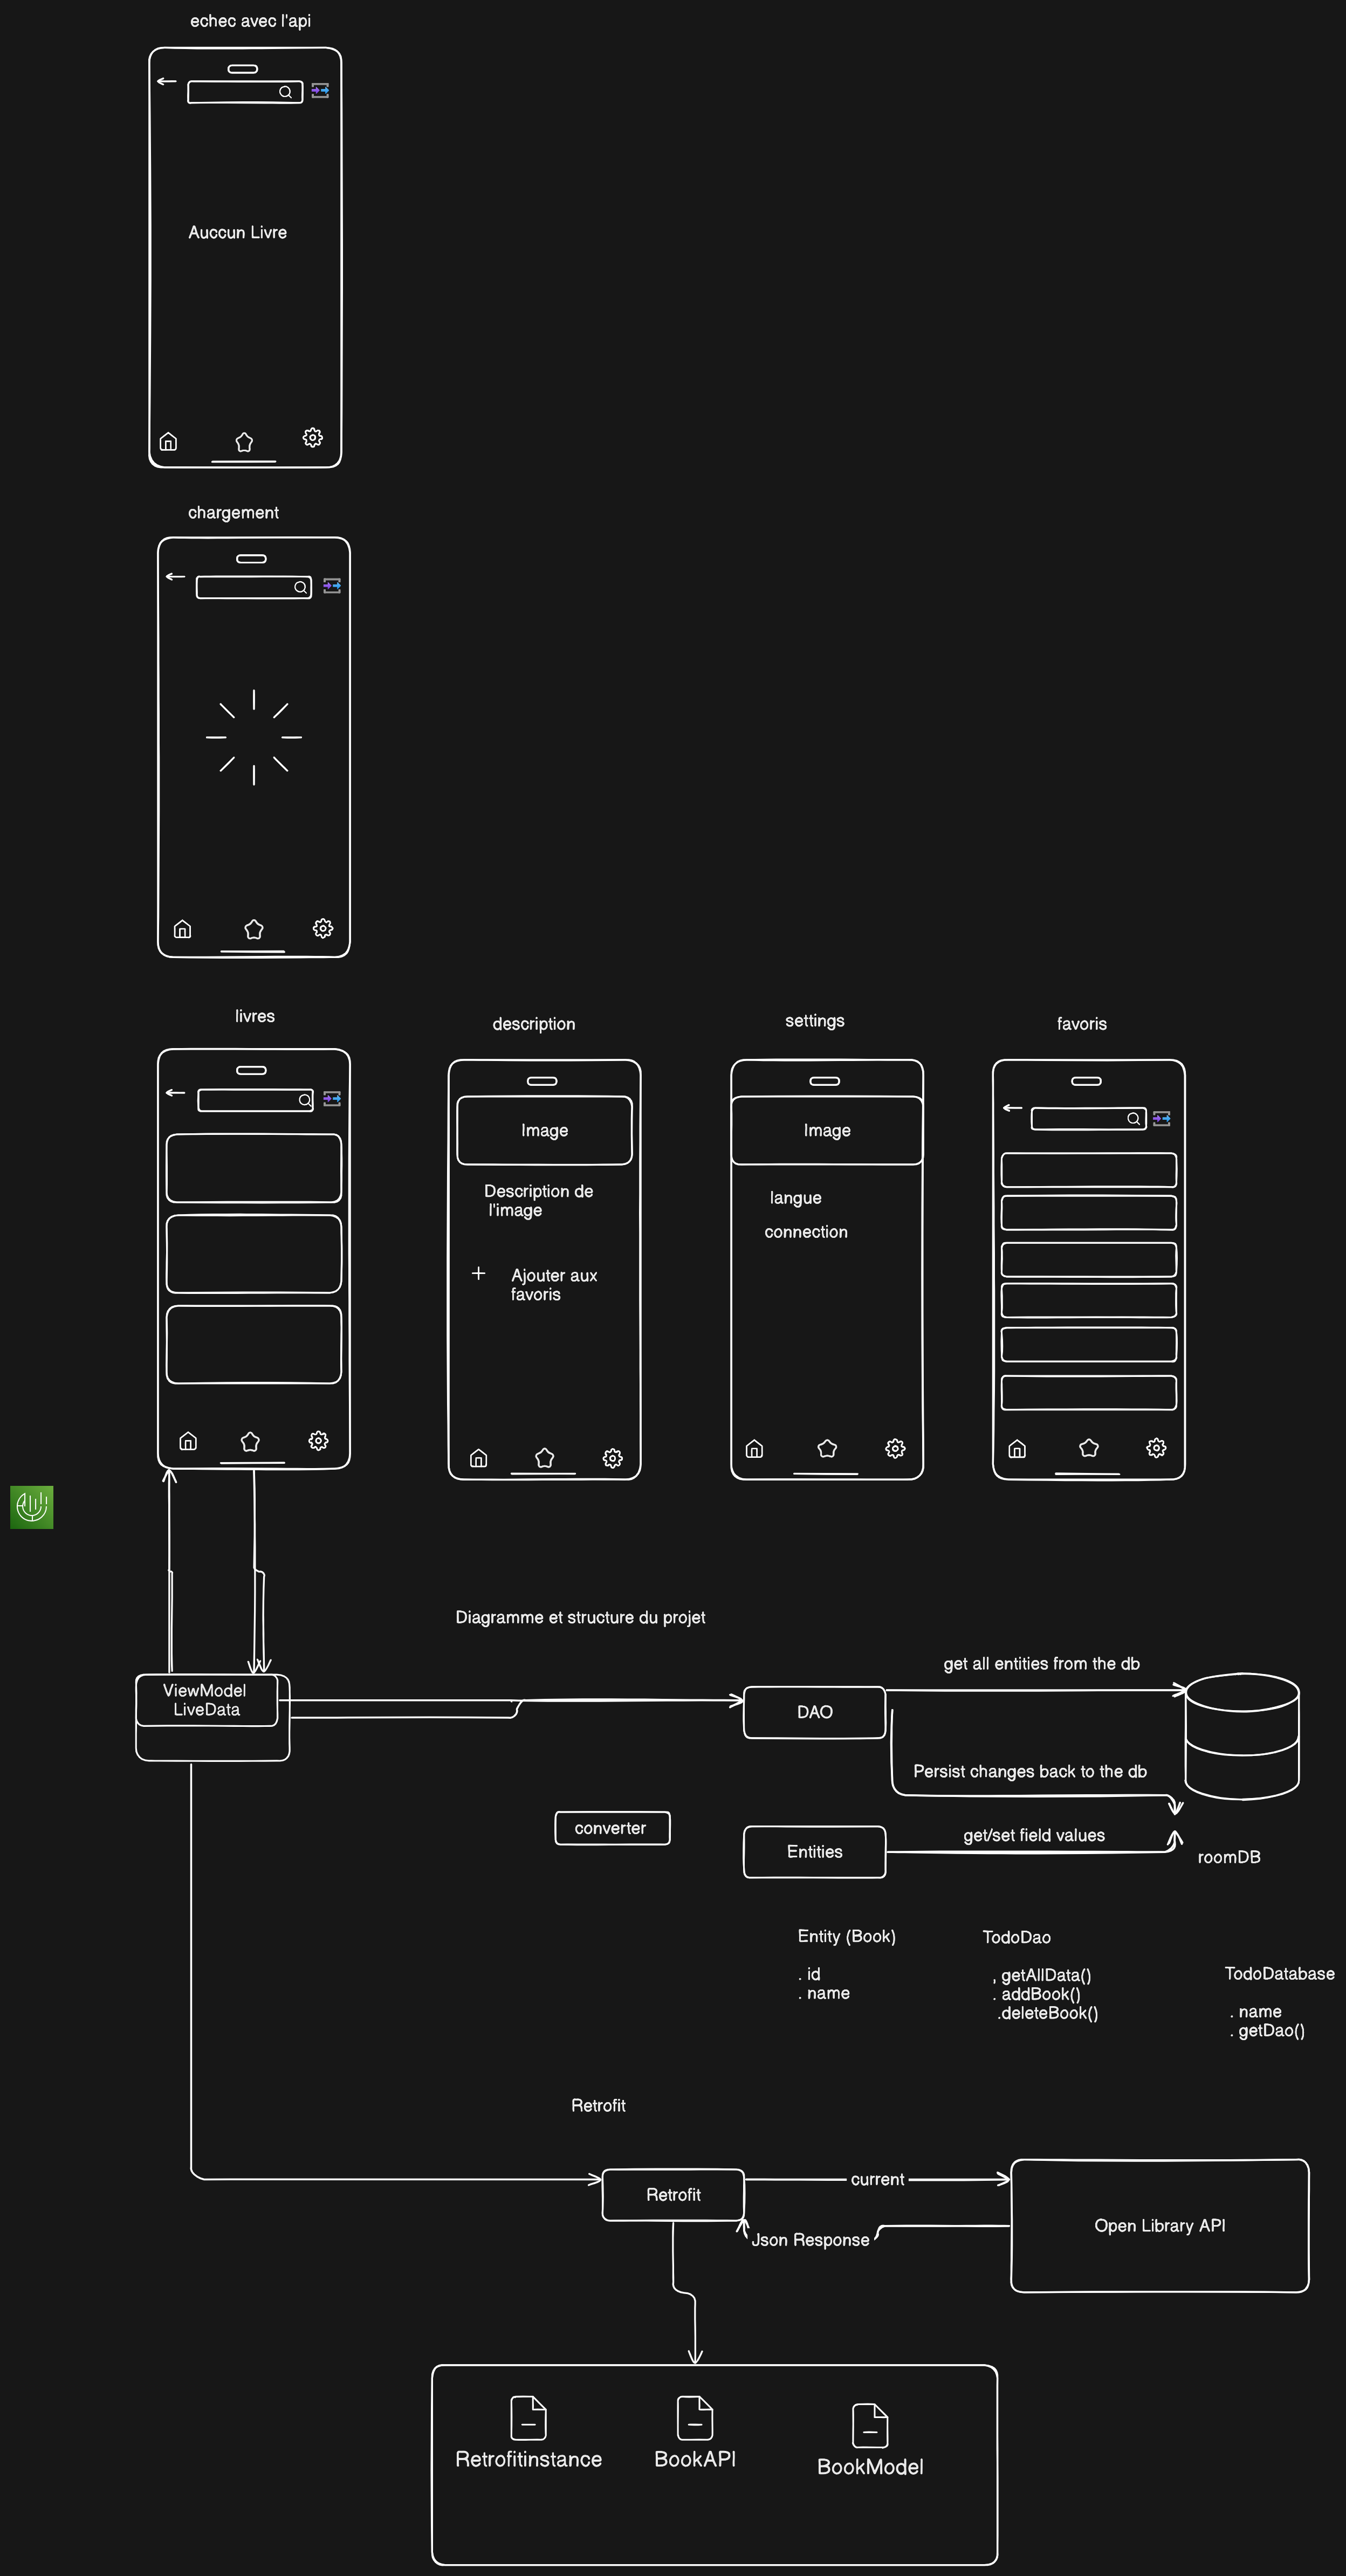 echec avec l'api
Auccun Livre
chargement
livres
description
settings
favoris
Image
Description de
l'image
Ajouter aux
favoris
Image
langue
connection
Diagramme et structure du projet
ViewModel
LiveData
DAO
get all entities from the db
Persist changes back to the db
converter
Entities
get/set field values
roomDB
Entity (Book)
. id
. name
TodoDao
, getAllData()
. addBook()
.deleteBook()
TodoDatabase
. name
. getDao()
Retrofit
Retrofit
current
Json Response
Open Library API
Retrofitinstance
BookAPI
BookModel